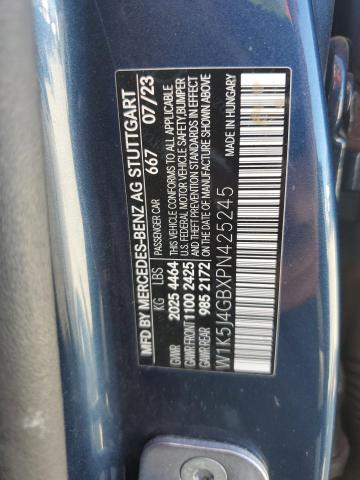 MFD BY MERCEDES-BENZ AG STUTTGART
667 07/23
PASSENGER CAR
KG LBS
GVWR 2025 4464
GAWR FRONT 1100 2425
GAWR REAR 985 2172
THIS VEHICLE CONFORMS TO ALL APPLICABLE
U.S. FEDERAL MOTOR VEHICLE SAFETY, BUMPER
AND THEFT PREVENTION STANDARDS IN EFFECT
ON THE DATE OF MANUFACTURE SHOWN ABOVE
W1K5J4GBXPN425245
MADE IN HUNGARY